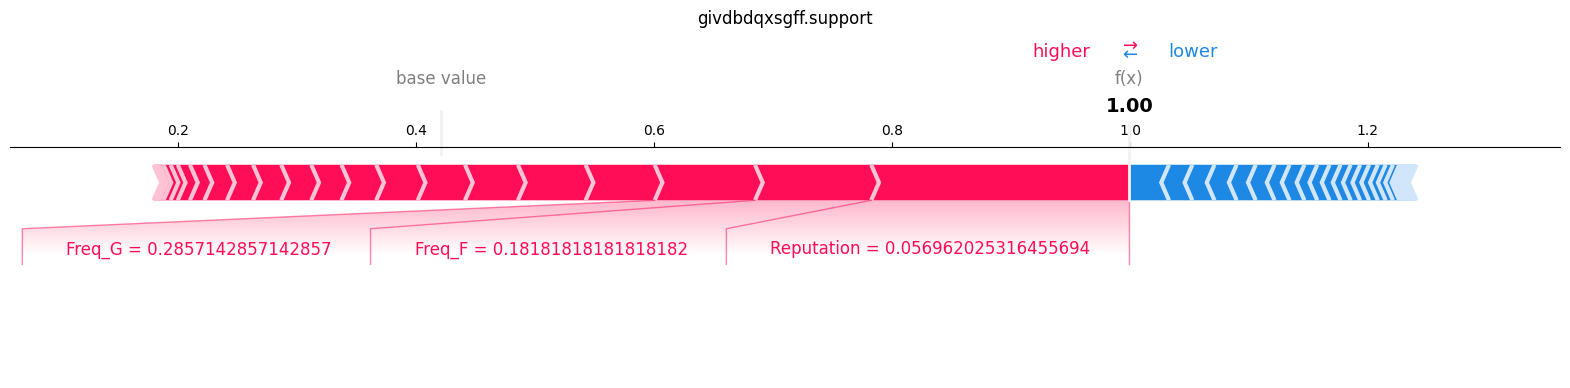 givdbdqxsgff.support
higher ⇄ lower
base value f(x)
1.00
0.2 0.4 0.6 0.8 1.0 1.2
Freq_G = 0.2857142857142857 Freq_F = 0.18181818181818182 Reputation = 0.056962025316455694